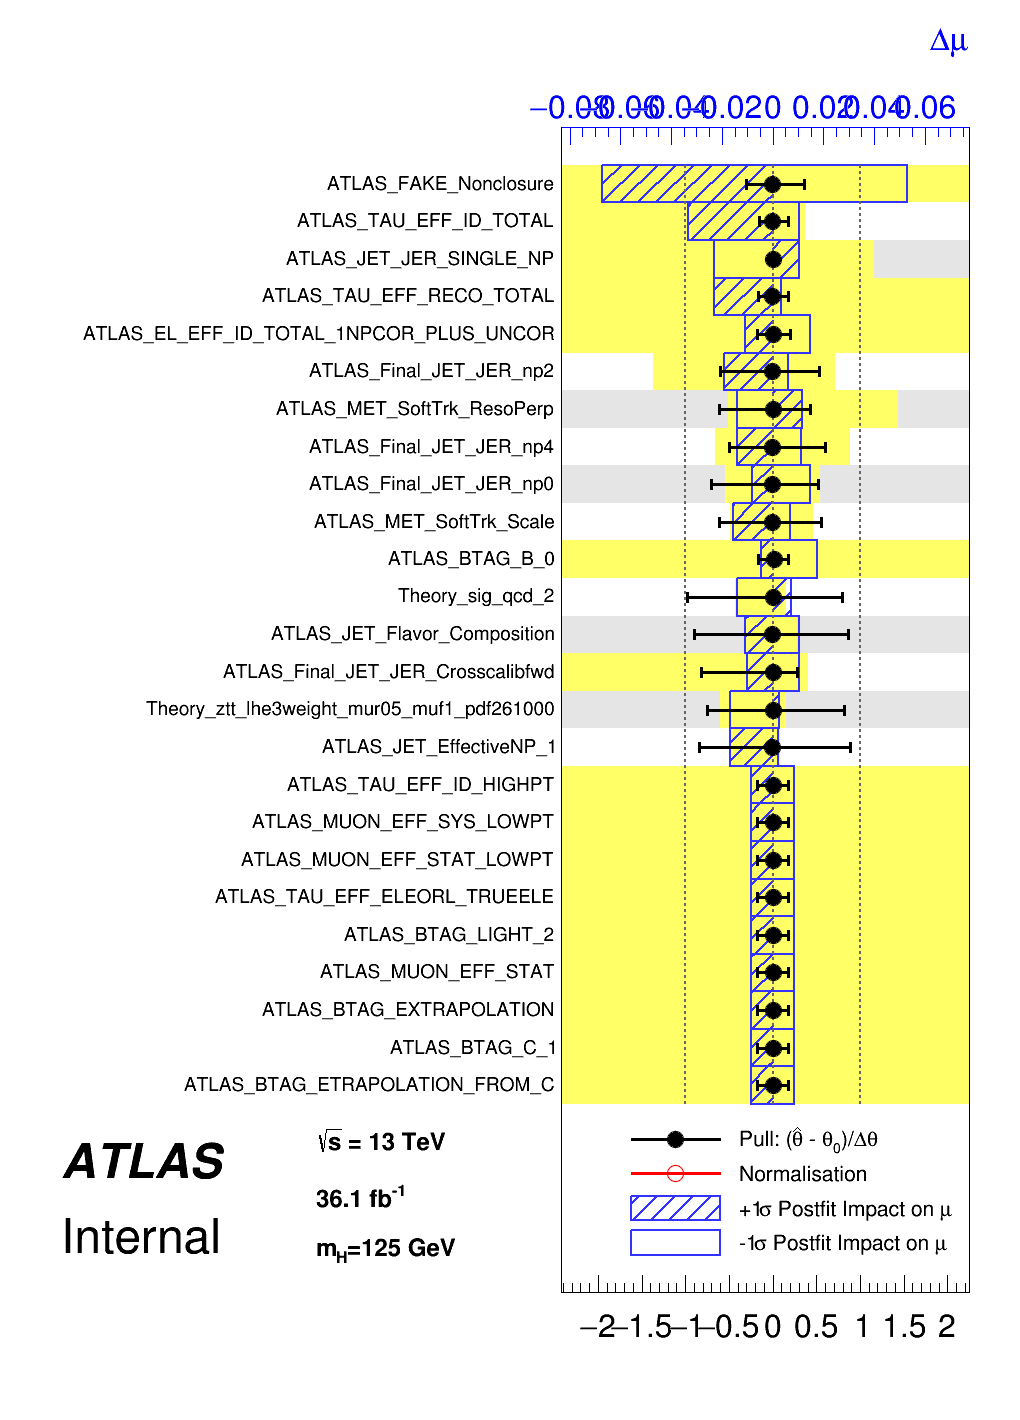 Δμ
−0.08 −0.06 −0.04 −0.02 0 0.02 0.04 0.06
ATLAS_FAKE_Nonclosure
ATLAS_TAU_EFF_ID_TOTAL
ATLAS_JET_JER_SINGLE_NP
ATLAS_TAU_EFF_RECO_TOTAL
ATLAS_EL_EFF_ID_TOTAL_1NPCOR_PLUS_UNCOR
ATLAS_Final_JET_JER_np2
ATLAS_MET_SoftTrk_ResoPerp
ATLAS_Final_JET_JER_np4
ATLAS_Final_JET_JER_np0
ATLAS_MET_SoftTrk_Scale
ATLAS_BTAG_B_0
Theory_sig_qcd_2
ATLAS_JET_Flavor_Composition
ATLAS_Final_JET_JER_Crosscalibfwd
Theory_ztt_lhe3weight_mur05_muf1_pdf261000
ATLAS_JET_EffectiveNP_1
ATLAS_TAU_EFF_ID_HIGHPT
ATLAS_MUON_EFF_SYS_LOWPT
ATLAS_MUON_EFF_STAT_LOWPT
ATLAS_TAU_EFF_ELEORL_TRUEELE
ATLAS_BTAG_LIGHT_2
ATLAS_MUON_EFF_STAT
ATLAS_BTAG_EXTRAPOLATION
ATLAS_BTAG_C_1
ATLAS_BTAG_ETRAPOLATION_FROM_C
ATLAS
Internal
√s = 13 TeV
36.1 fb⁻¹
m_H=125 GeV
Pull: (θ̂ - θ₀)/Δθ
Normalisation
+1σ Postfit Impact on μ
-1σ Postfit Impact on μ
−2 −1.5 −1 −0.5 0 0.5 1 1.5 2